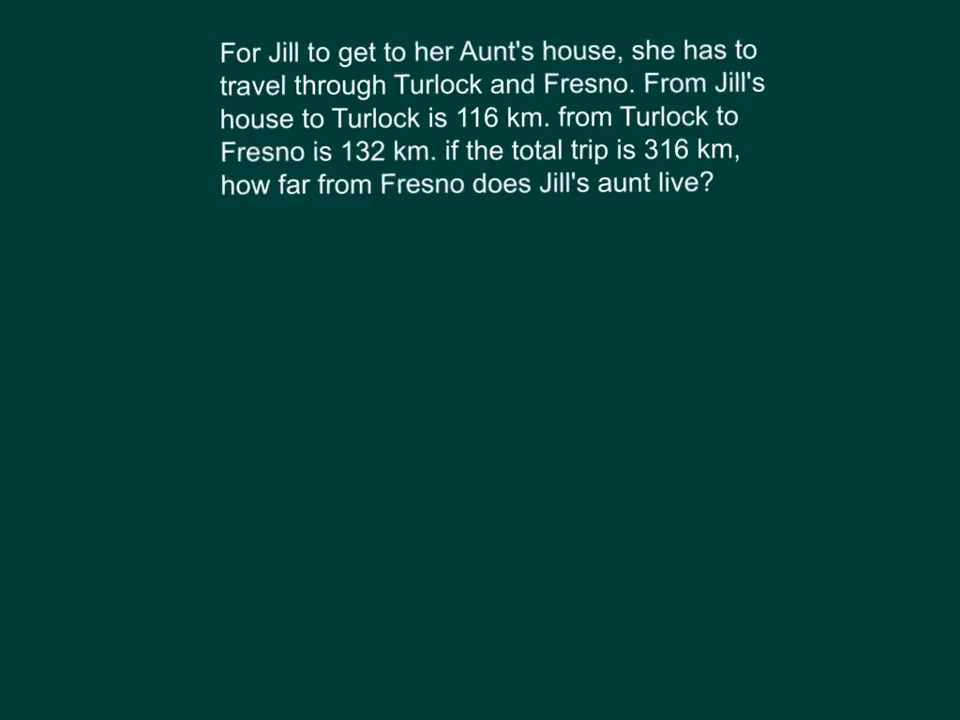 For Jill to get to her Aunt's house, she has to
travel through Turlock and Fresno. From Jill's
house to Turlock is 116 km. from Turlock to
Fresno is 132 km. if the total trip is 316 km,
how far from Fresno does Jill's aunt live?